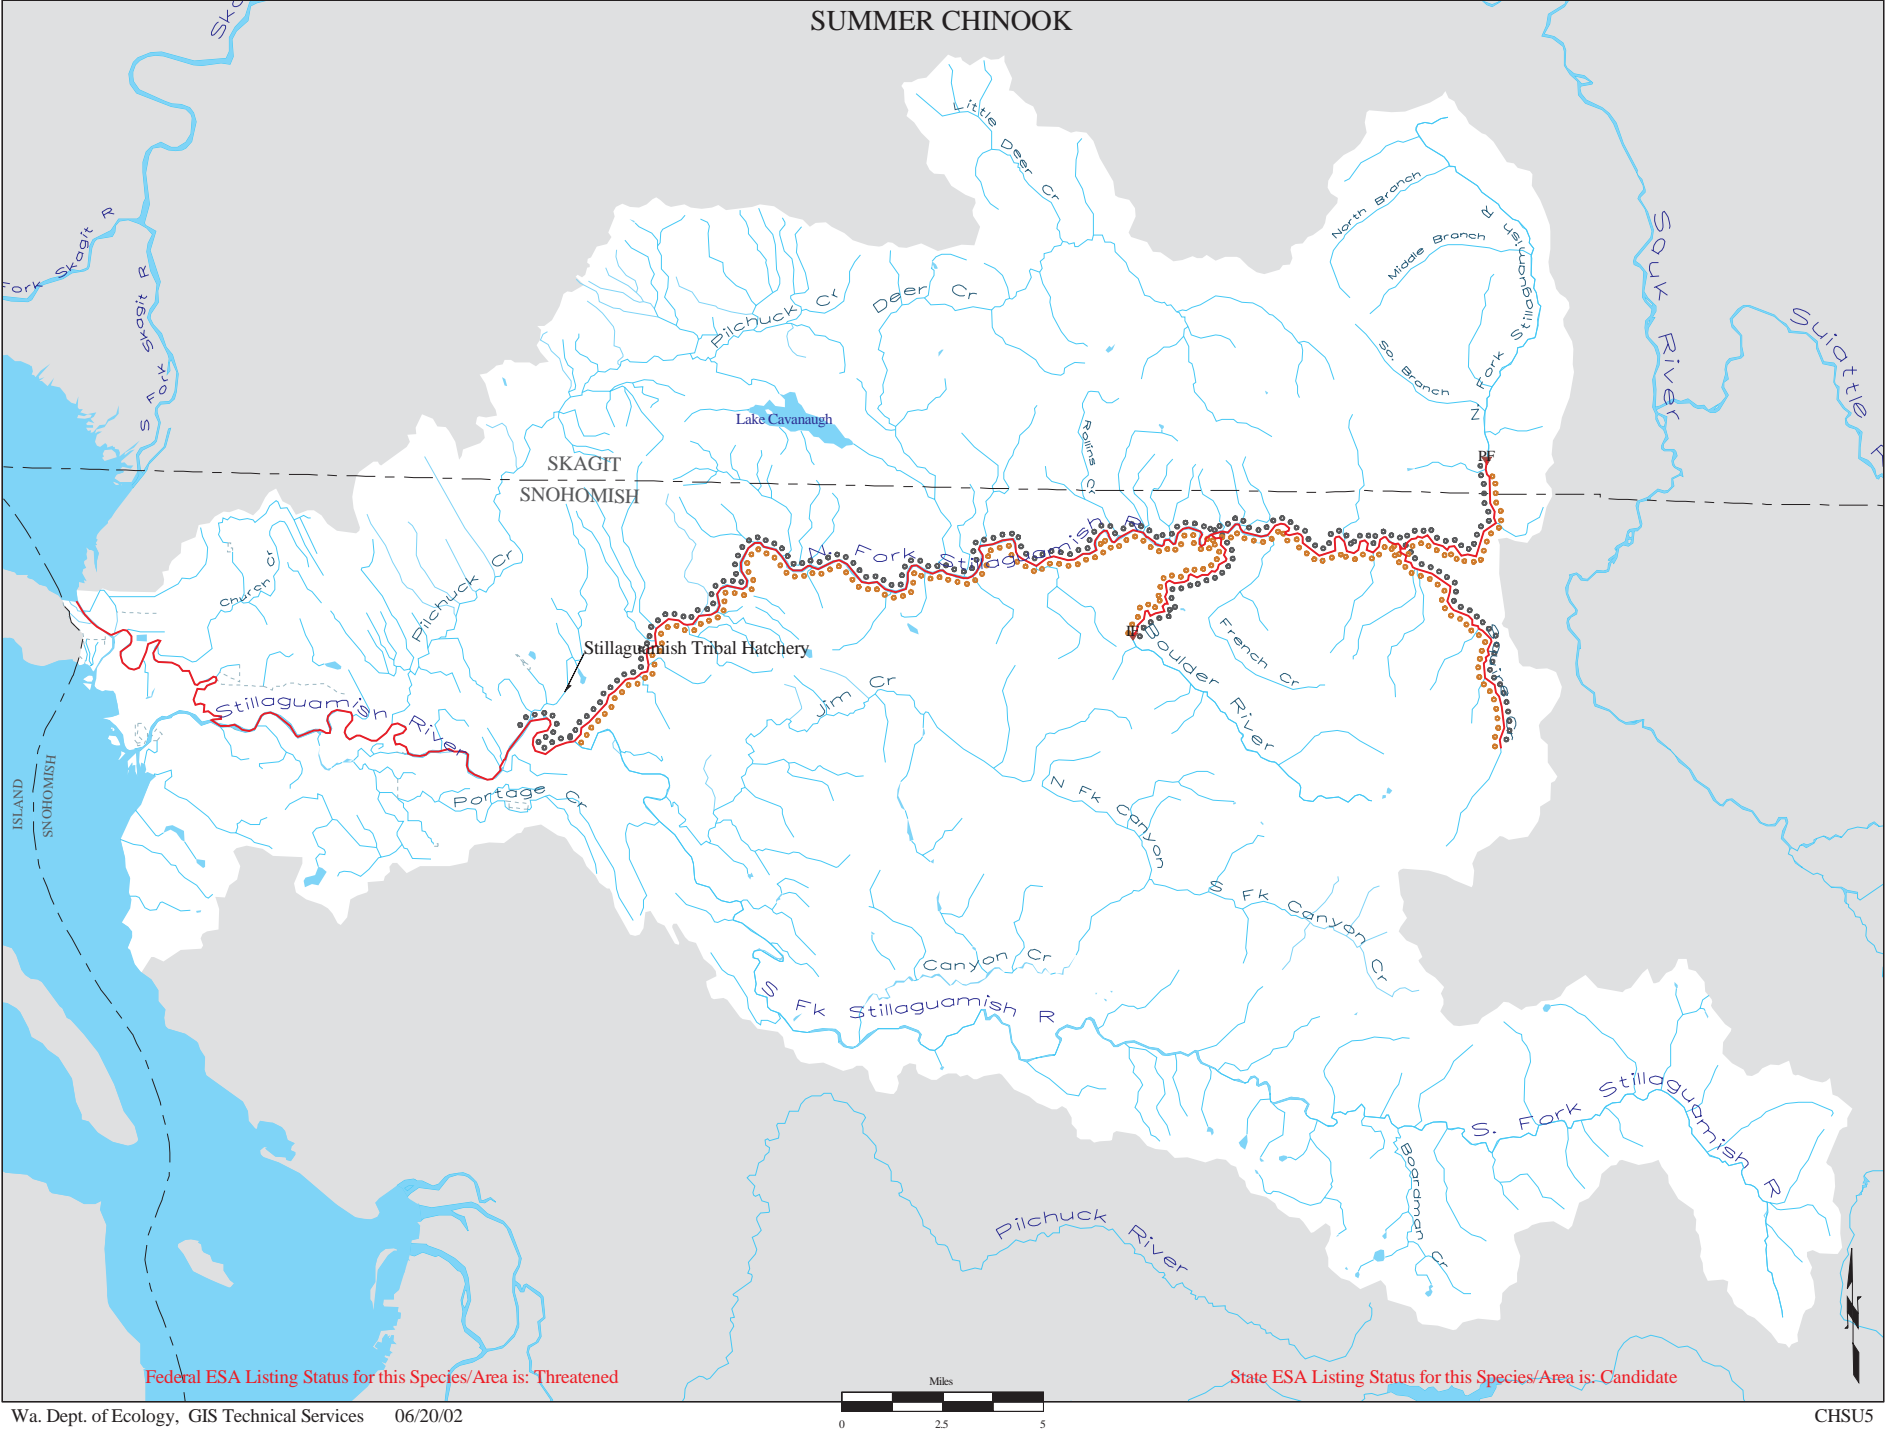 SUMMER CHINOOK
Sk
Little
Deer Cr
North Branch
Middle Branch
So. Branch
N. Fork Stillaguamish R
Sauk River
Suiattle R
Fork Skagit R
S Fork Skagit R
Pilchuck Cr
Deer Cr
Lake Cavanaugh
Rollins Cr
SKAGIT
SNOHOMISH
PF
N. Fork Stillaguamish R
Church Cr
Pilchuck Cr
Stillaguamish Tribal Hatchery
Boulder River
French Cr
Jim Cr
Stillaguamish River
Portage Cr
N Fk Canyon
S Fk Canyon Cr
ISLAND
SNOHOMISH
Canyon Cr
S Fk Stillaguamish R
S. Fork Stillaguamish R
Boardman Cr
Pilchuck River
N
Federal ESA Listing Status for this Species/Area is: Threatened
State ESA Listing Status for this Species/Area is: Candidate
Miles
0 2.5 5
Wa. Dept. of Ecology, GIS Technical Services 06/20/02
CHSU5